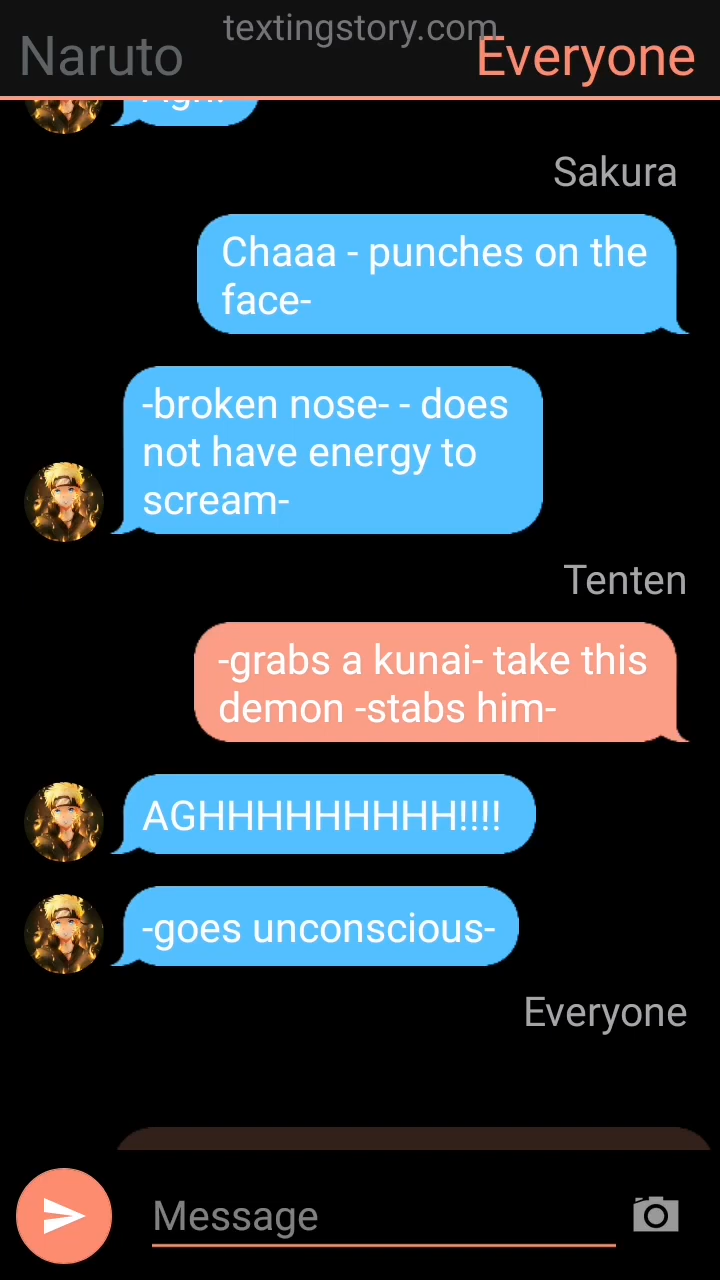 textingstory.com
Naruto
Everyone
Sakura
Chaaa - punches on the
face-
-broken nose- - does
not have energy to
scream-
Tenten
-grabs a kunai- take this
demon -stabs him-
AGHHHHHHHHH!!!!
-goes unconscious-
Everyone
Message